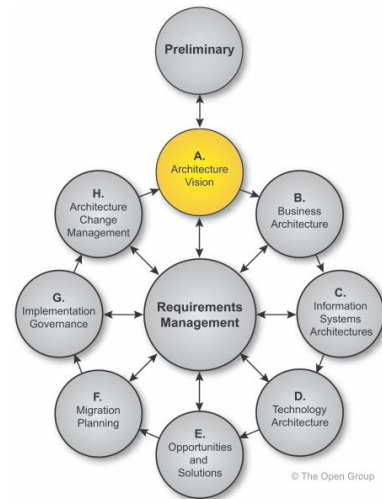 Preliminary
A.
Architecture
Vision
B.
Business
Architecture
C.
Information
Systems
Architectures
D.
Technology
Architecture
E.
Opportunities
and
Solutions
F.
Migration
Planning
G.
Implementation
Governance
H.
Architecture
Change
Management
Requirements
Management
© The Open Group